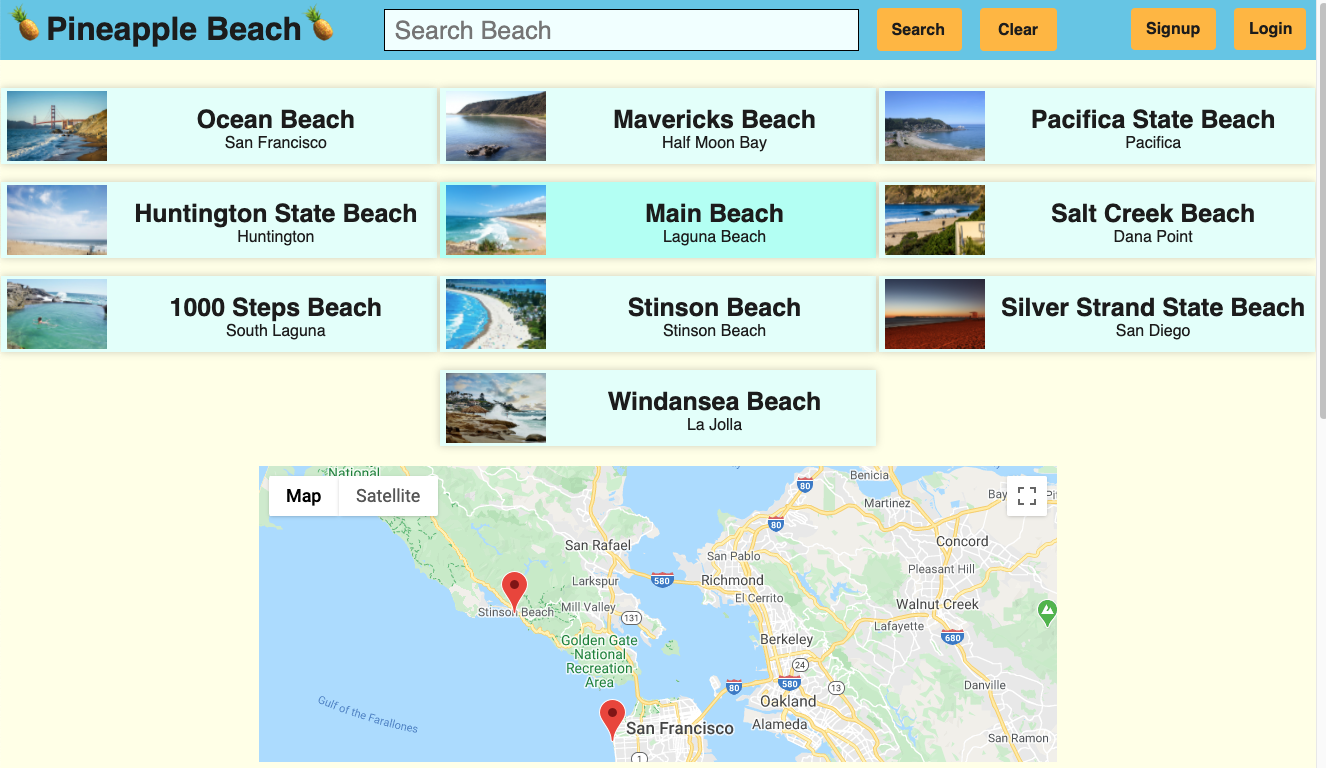 Pineapple Beach
Search Beach
Search
Clear
Signup
Login
Ocean Beach
San Francisco
Mavericks Beach
Half Moon Bay
Pacifica State Beach
Pacifica
Huntington State Beach
Huntington
Main Beach
Laguna Beach
Salt Creek Beach
Dana Point
1000 Steps Beach
South Laguna
Stinson Beach
Stinson Beach
Silver Strand State Beach
San Diego
Windansea Beach
La Jolla
National
Map
Satellite
Benicia
80
Martinez
Bay
80
Concord
San Rafael
San Pablo
Pleasant Hill
Larkspur
580
Richmond
El Cerrito
Stinson Beach
Mill Valley
131
Walnut Creek
Lafayette
680
Golden Gate
National
Recreation
Area
Berkeley
24
80
580
13
Danville
Oakland
Gulf of the Farallones
San Francisco
Alameda
San Ramon
1